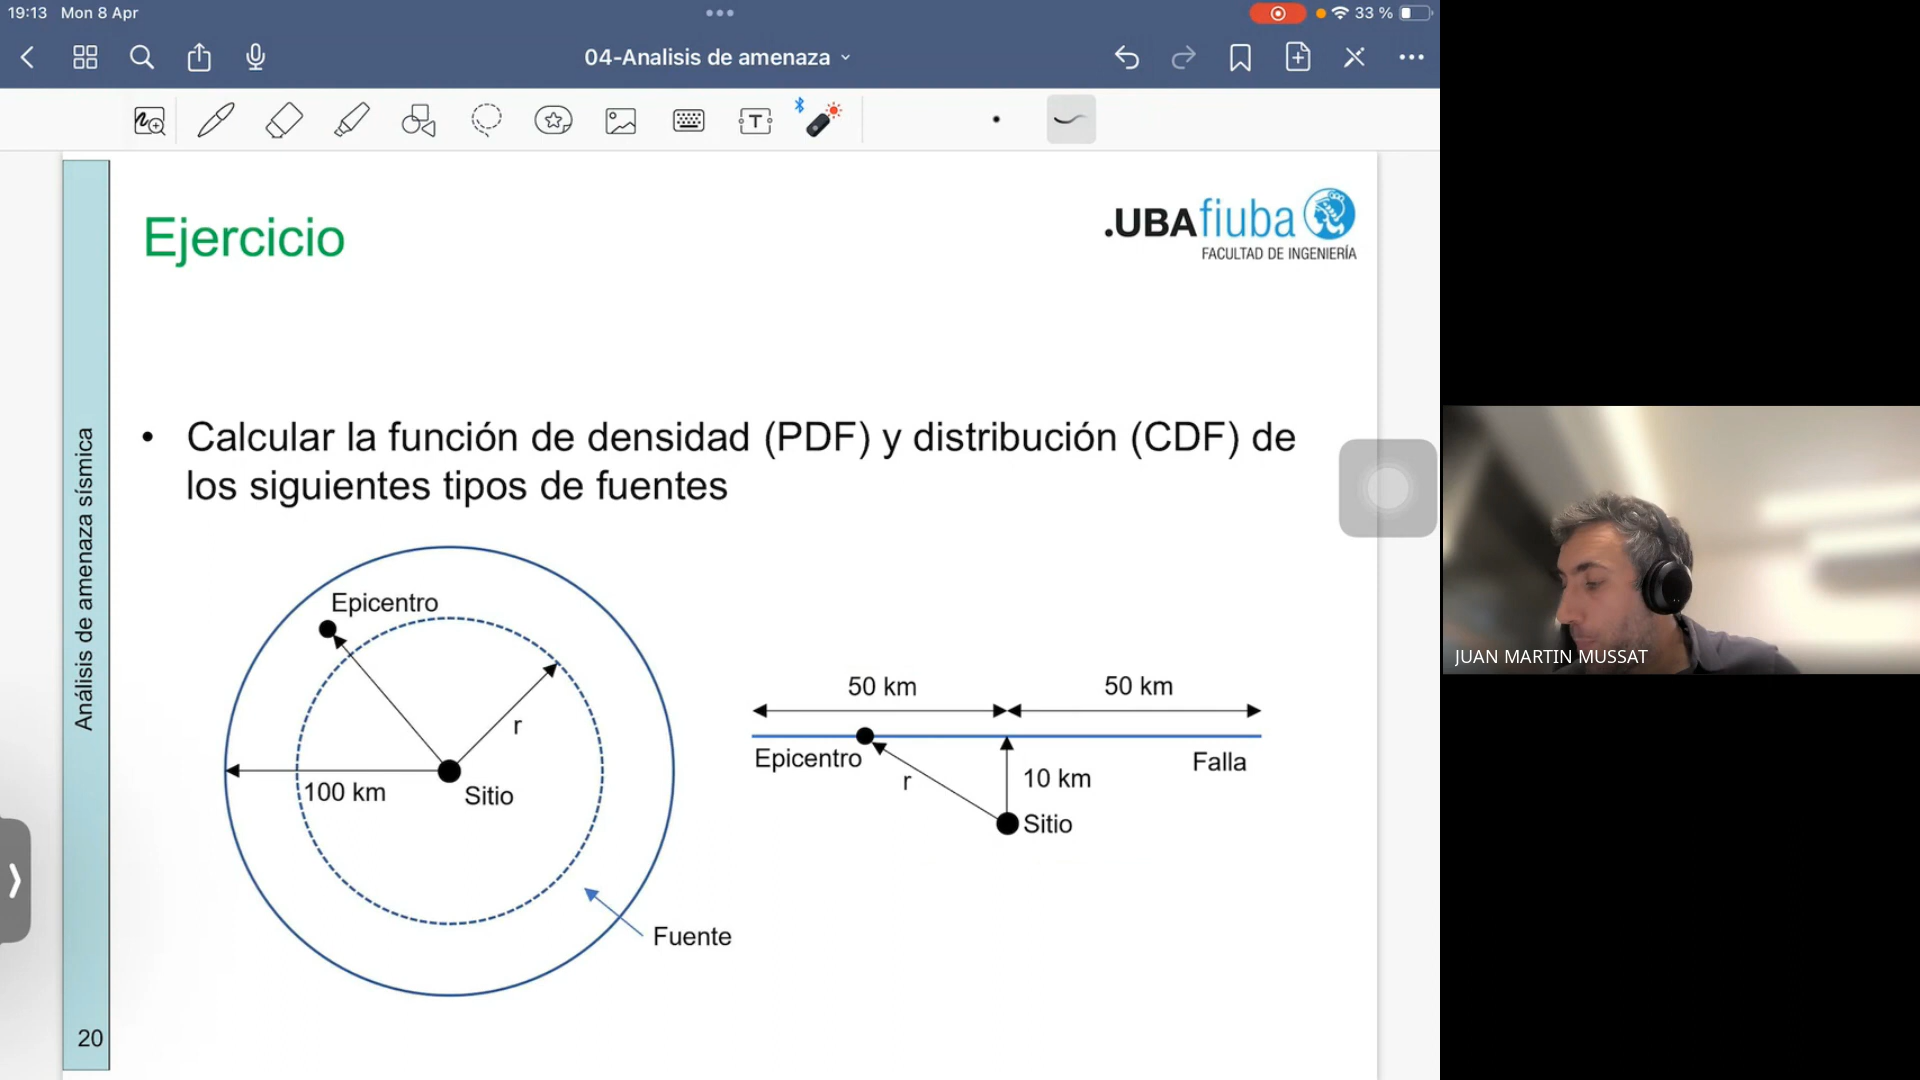 19:13 Mon 8 Apr
33 %
04-Analisis de amenaza
T
Ejercicio
.UBAfiuba
FACULTAD DE INGENIERÍA
• Calcular la función de densidad (PDF) y distribución (CDF) de
los siguientes tipos de fuentes
Análisis de amenaza sísmica
Epicentro
r
100 km
Sitio
Fuente
50 km
50 km
Epicentro
Falla
r
10 km
Sitio
20
JUAN MARTIN MUSSAT